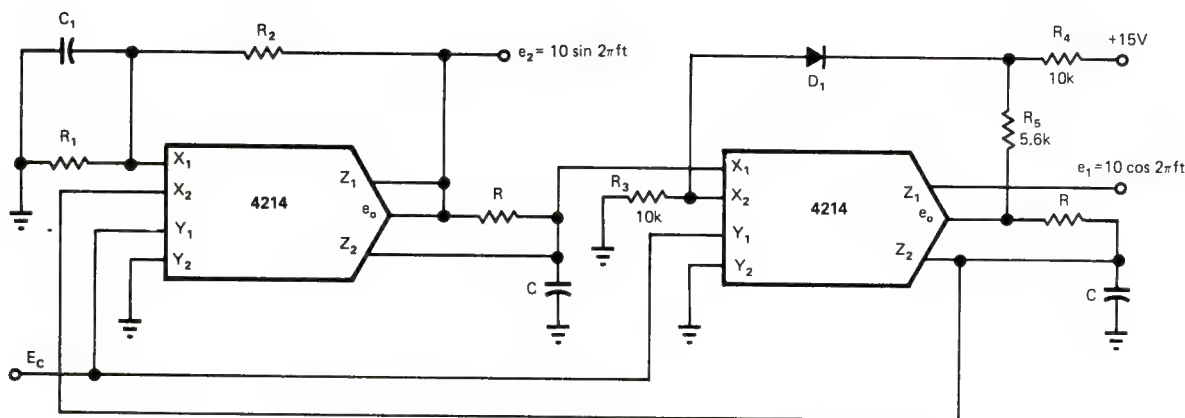 C₁
R₂
e₂ = 10 sin 2πft
R₄
+15V
10k
D₁
R₁
R₅
5.6k
X₁
X₂
Y₁
Y₂
4214
Z₁
eₒ
Z₂
R
C
R₃
10k
X₁
X₂
Y₁
Y₂
4214
Z₁
eₒ
Z₂
e₁ = 10 cos 2πft
R
C
E_C